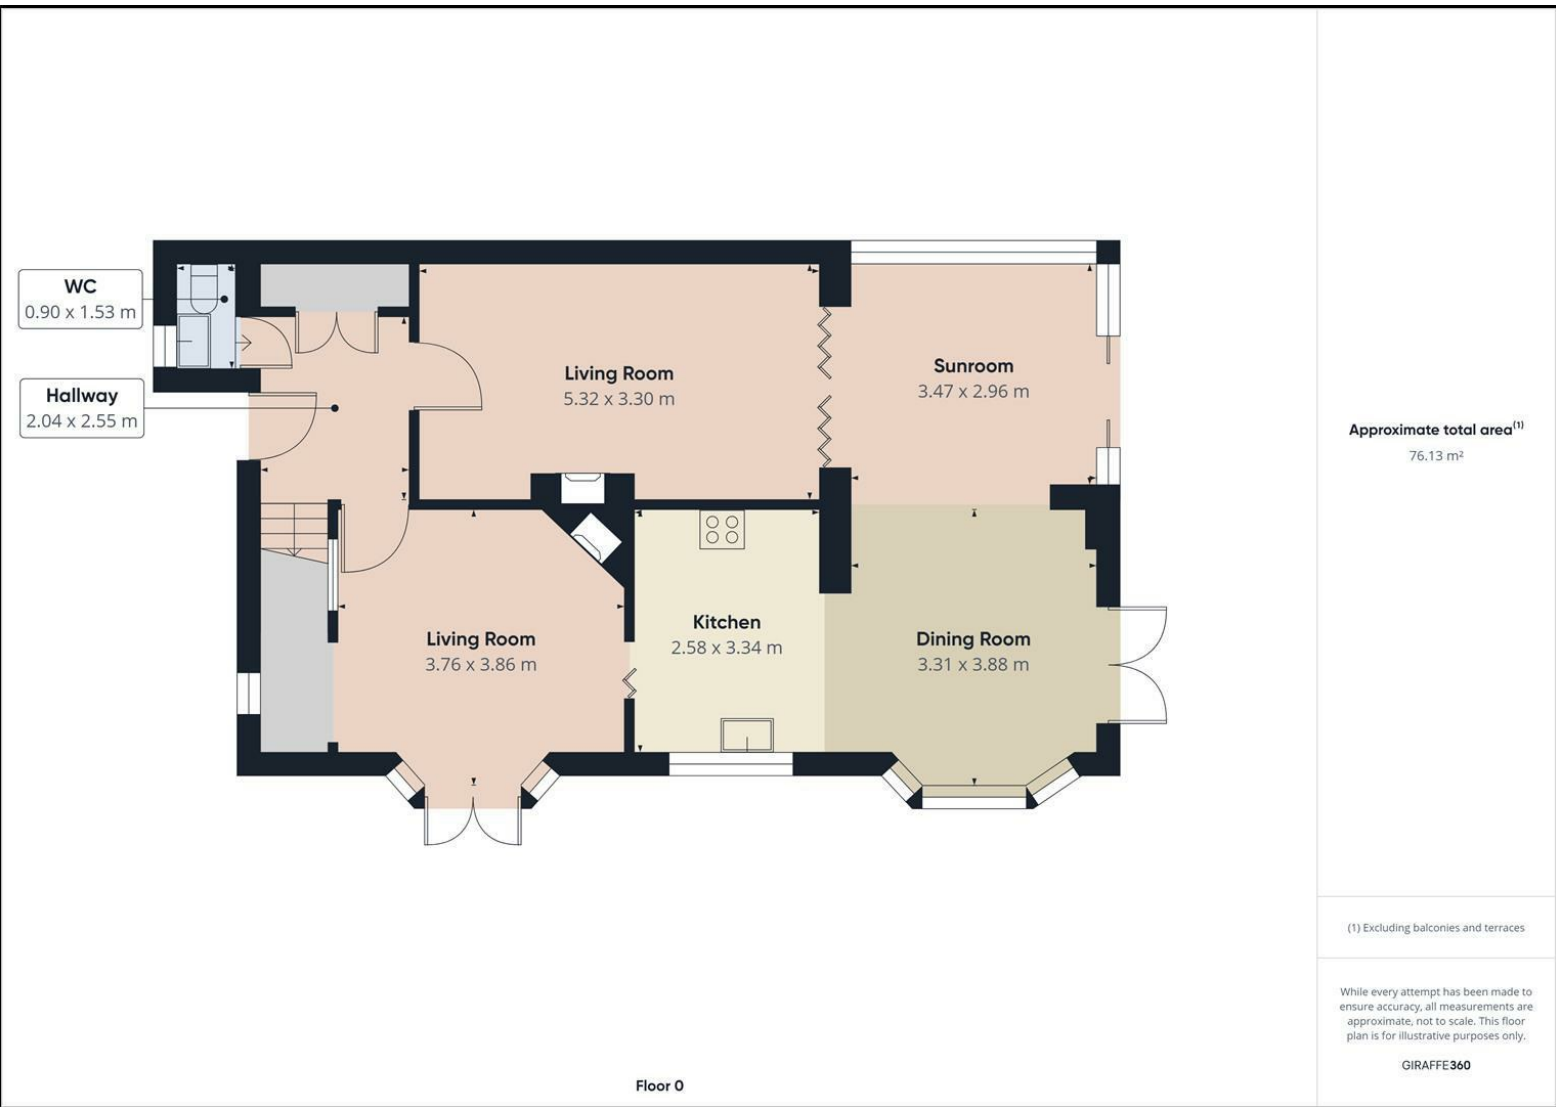 WC
0.90 x 1.53 m
Hallway
2.04 x 2.55 m
Living Room
5.32 x 3.30 m
Sunroom
3.47 x 2.96 m
Living Room
3.76 x 3.86 m
Kitchen
2.58 x 3.34 m
Dining Room
3.31 x 3.88 m
Floor 0
Approximate total area(1)
76.13 m²
(1) Excluding balconies and terraces
While every attempt has been made to
ensure accuracy, all measurements are
approximate, not to scale. This floor
plan is for illustrative purposes only.
GIRAFFE360